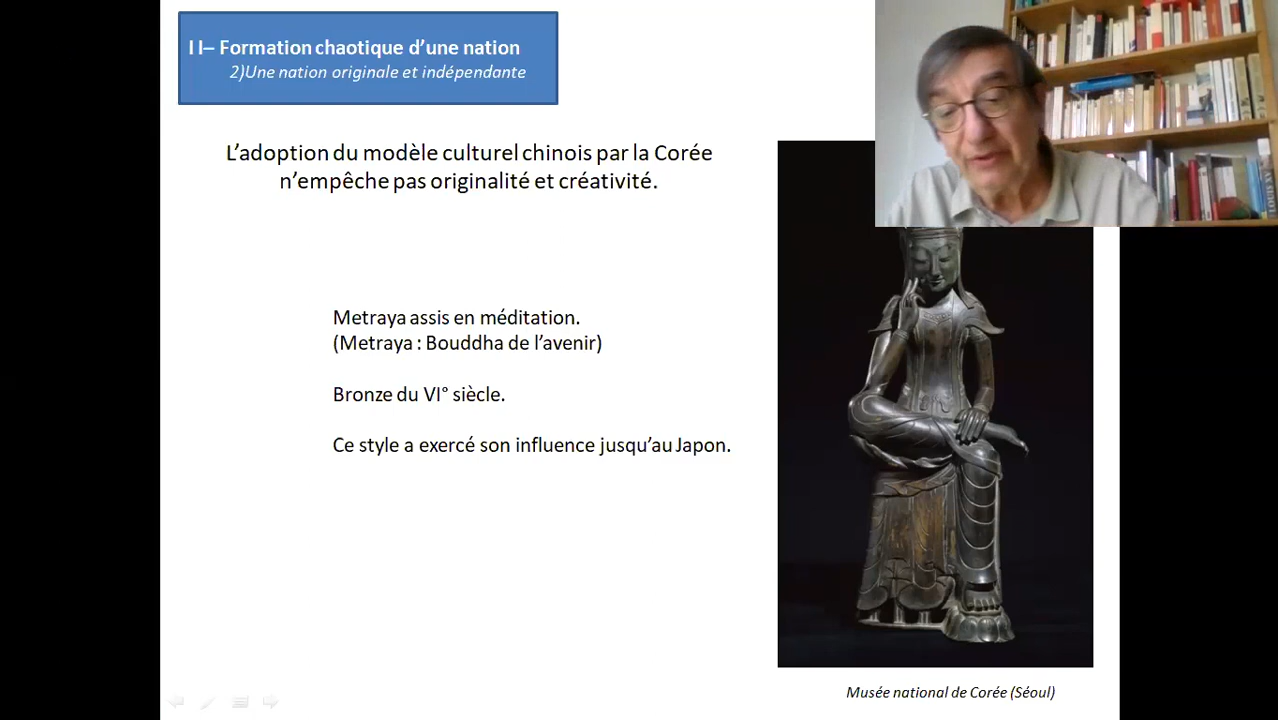 I I– Formation chaotique d’une nation
2)Une nation originale et indépendante
L’adoption du modèle culturel chinois par la Corée
n’empêche pas originalité et créativité.
Metraya assis en méditation.
(Metraya : Bouddha de l’avenir)
Bronze du VI° siècle.
Ce style a exercé son influence jusqu’au Japon.
Musée national de Corée (Séoul)
LOUIS XV